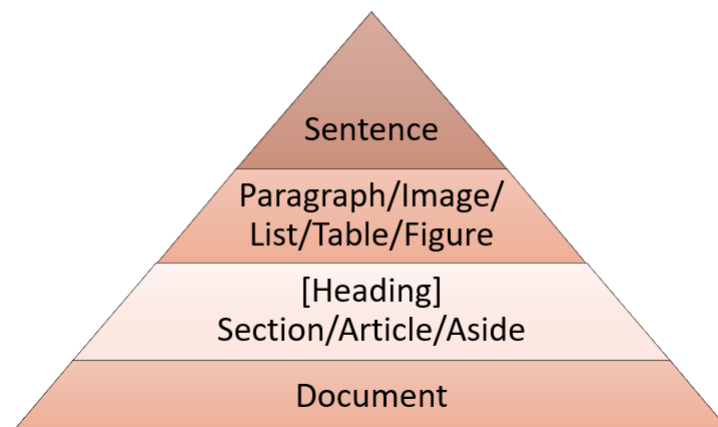 Sentence
Paragraph/Image/
List/Table/Figure
[Heading]
Section/Article/Aside
Document